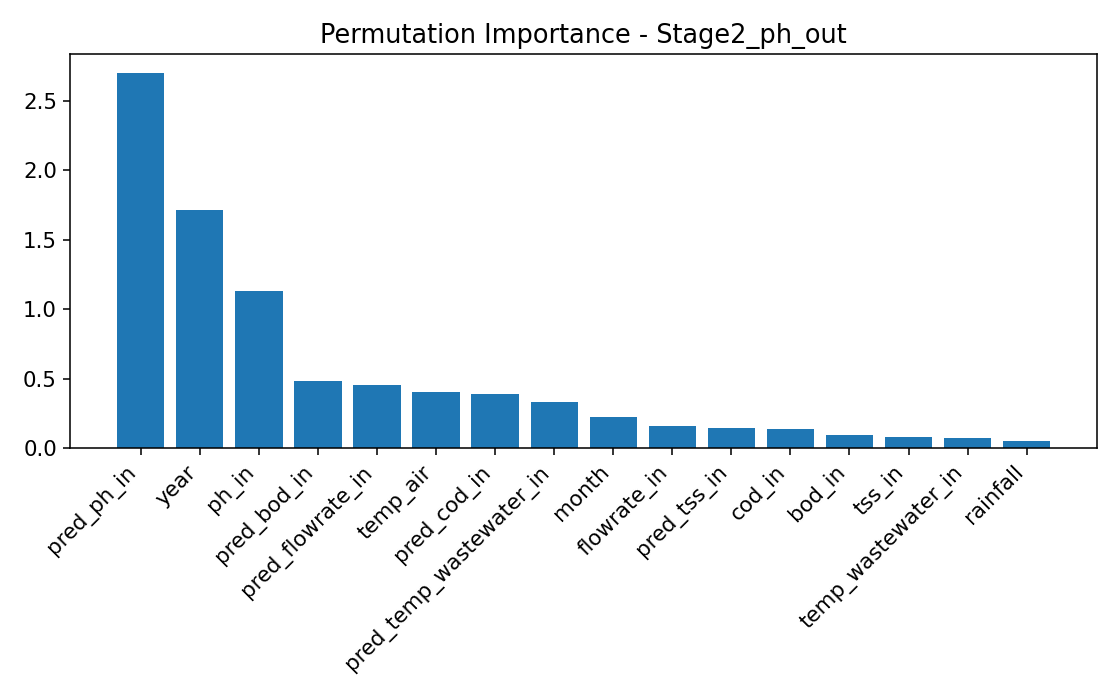 Permutation Importance - Stage2_ph_out
2.5
2.0
1.5
1.0
0.5
0.0
pred_ph_in
year
ph_in
pred_bod_in
pred_flowrate_in
temp_air
pred_cod_in
pred_temp_wastewater_in
month
flowrate_in
pred_tss_in
cod_in
bod_in
tss_in
temp_wastewater_in
rainfall